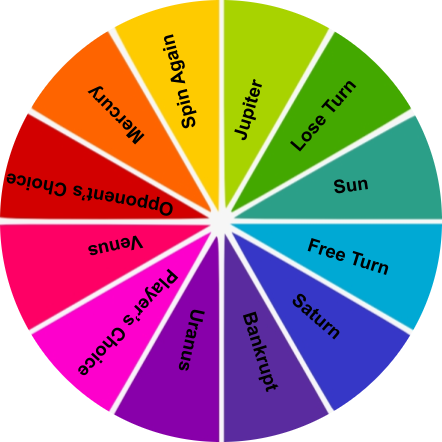 Jupiter
Lose Turn
Sun
Free Turn
Saturn
Bankrupt
Uranus
Player's Choice
Venus
Opponent's Choice
Mercury
Spin Again